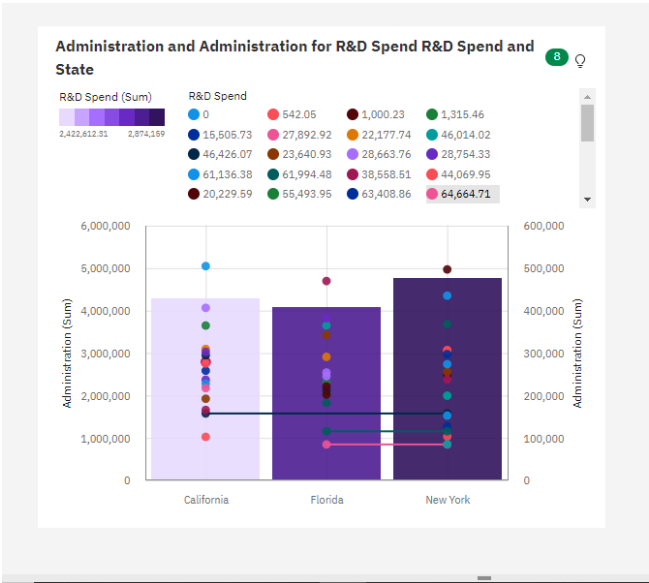 Administration and Administration for R&D Spend R&D Spend and
State
8
R&D Spend (Sum)
2,422,612.31 2,874,159
R&D Spend
0 542.05 1,000.23 1,315.46
15,505.73 27,892.92 22,177.74 46,014.02
46,426.07 23,640.93 28,663.76 28,754.33
61,136.38 61,994.48 38,558.51 44,069.95
20,229.59 55,493.95 63,408.86 64,664.71
6,000,000 600,000
5,000,000 500,000
4,000,000 400,000
3,000,000 300,000
2,000,000 200,000
1,000,000 100,000
0 0
Administration (Sum)
Administration (Sum)
California Florida New York